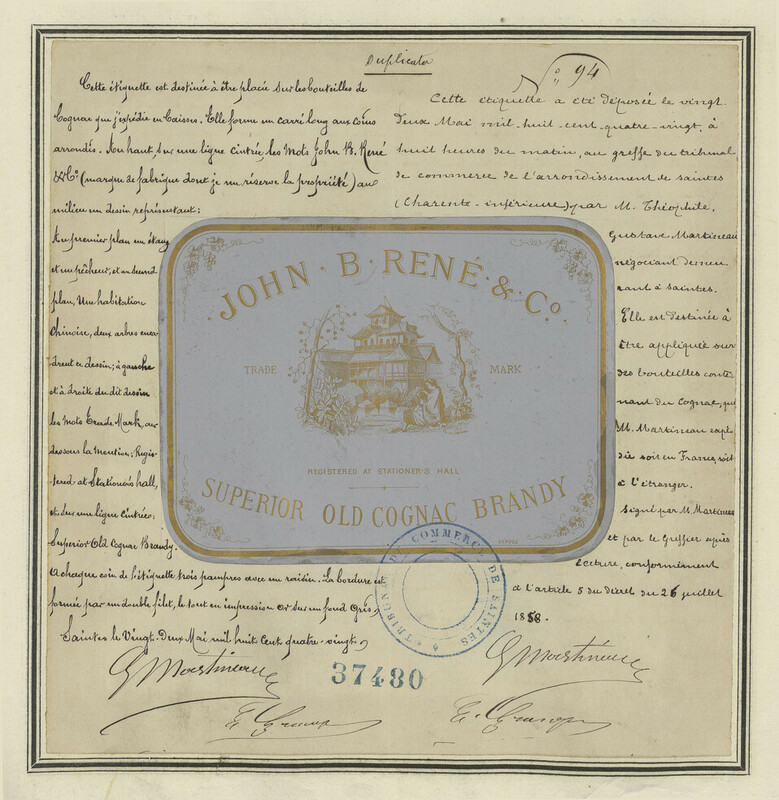 Duplicata
Cette étiquette est destinée à être placée sur les bouteilles de
Cognac que j'expédie en Caisses. Elle forme un carré long aux coins
arrondis. Au haut, sur une ligne cintrée, les Mots John B. René
& Co (marque de fabrique dont je me réserve la propriété) au
milieu un dessin représentant:
Au premier plan un étang
et un pêcheur, et au second
plan, Une habitation
chinoise, deux arbres enca-
drent ce dessin; à gauche
et à droite du dit dessin
les mots Trade Mark, au
dessous la mention: Regis-
tered at Stationer's hall,
et sur une ligne cintrée:
Superior Old Cognac Brandy.
A chaque coin de l'étiquette trois pampres avec un raisin. La bordure est
formée par un double filet, le tout en impression or sur un fond Gris,
Saintes le Vingt-Deux Mai mil huit Cent quatre-vingt,
G Martineau
No 94
Cette étiquette a été déposée le vingt
Deux Mai mil-huit-cent-quatre-vingt, à
huit heures du matin, au greffe du tribunal
de commerce de l'arrondissement de saintes
(Charente-inférieure) par M. Théophile,
Gustave Martineau
négociant demeu
rant à saintes.
Elle est destinée à
être appliquée sur
des bouteilles conte-
nant du Cognac, que
M. Martineau expé-
die soit en France, soit
à l'étranger.
Signé par M. Martineau
et par le Greffier après
lecture, conformément
à l'article 5 du décret du 26 juillet
1858.
G Martineau
JOHN · B · RENÉ · & Co.
TRADE MARK
REGISTERED AT STATIONER'S HALL
SUPERIOR OLD COGNAC BRANDY
TRIBUNAL DE COMMERCE DE SAINTES
37480